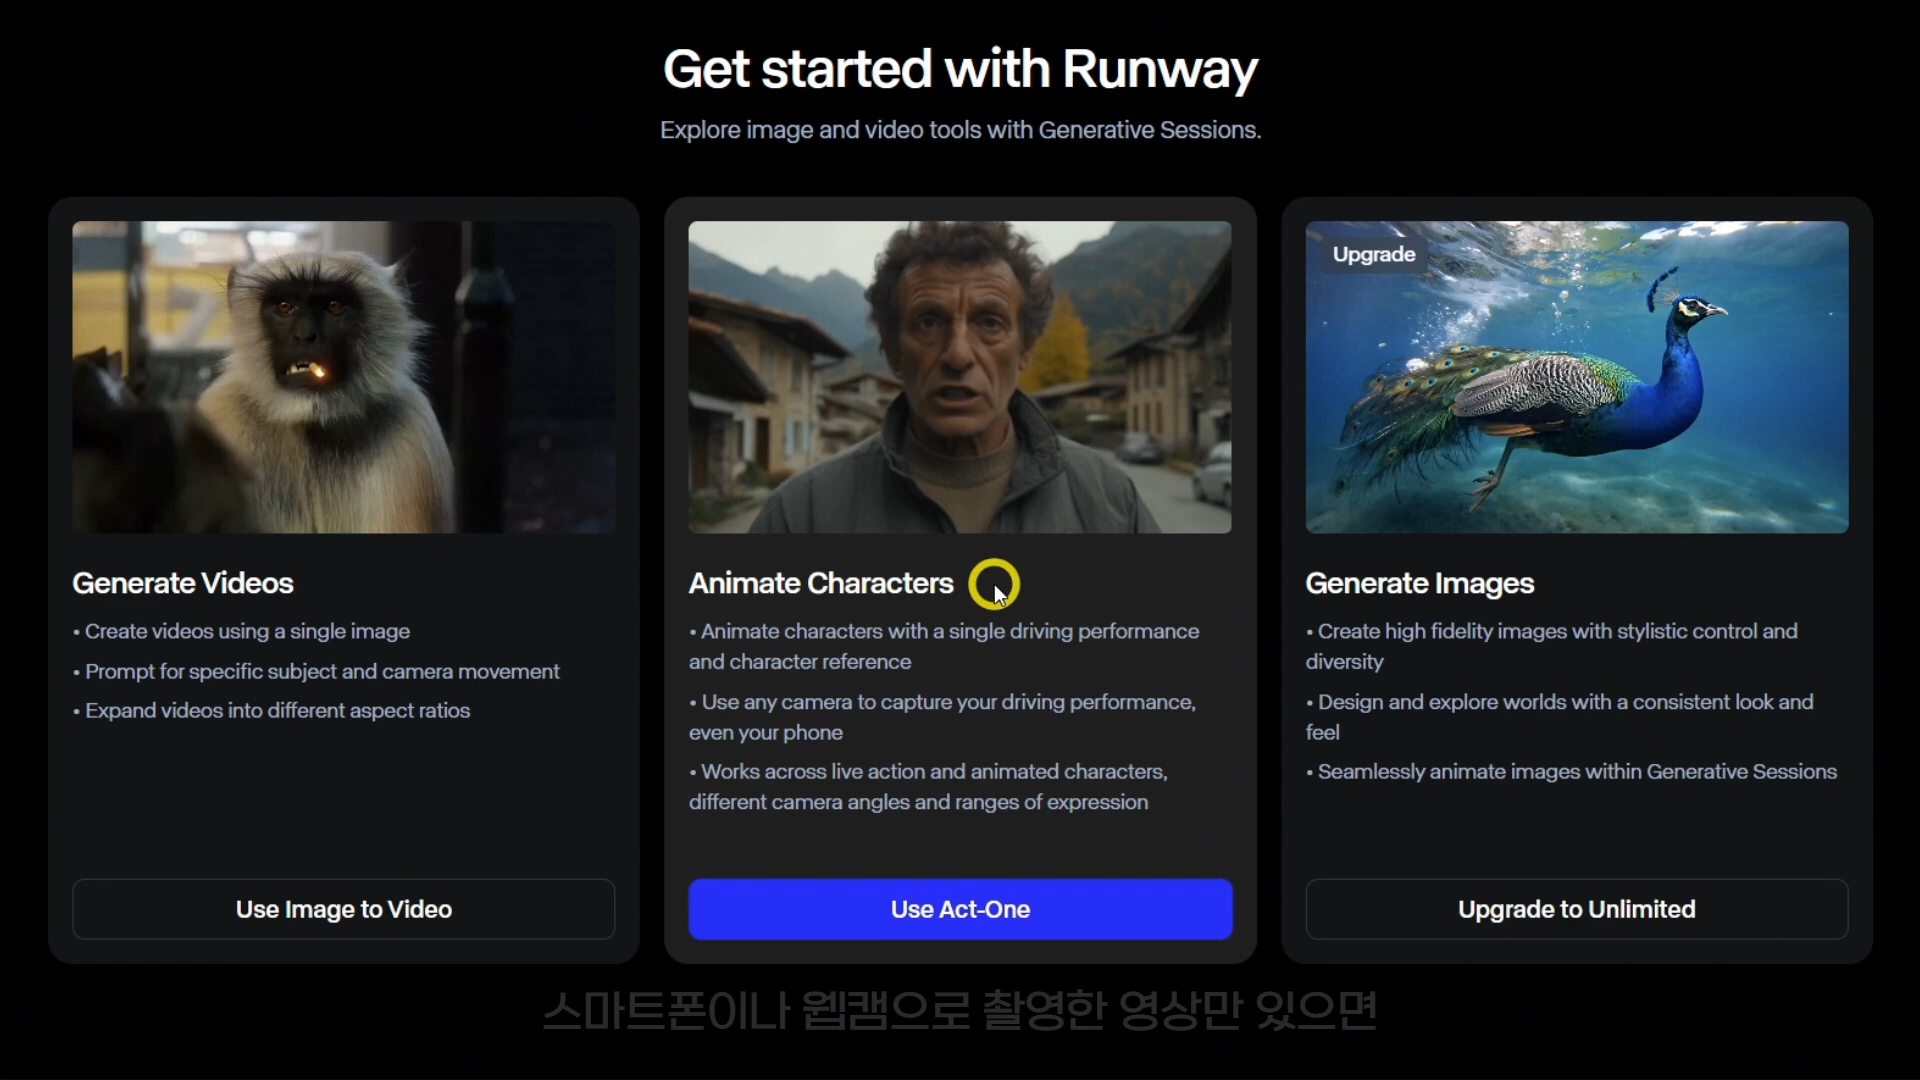 Get started with Runway
Explore image and video tools with Generative Sessions.
Generate Videos
• Create videos using a single image
• Prompt for specific subject and camera movement
• Expand videos into different aspect ratios
Use Image to Video
Animate Characters
• Animate characters with a single driving performance
and character reference
• Use any camera to capture your driving performance,
even your phone
• Works across live action and animated characters,
different camera angles and ranges of expression
Use Act-One
Upgrade
Generate Images
• Create high fidelity images with stylistic control and
diversity
• Design and explore worlds with a consistent look and
feel
• Seamlessly animate images within Generative Sessions
Upgrade to Unlimited
스마트폰이나 웹캠으로 촬영한 영상만 있으면